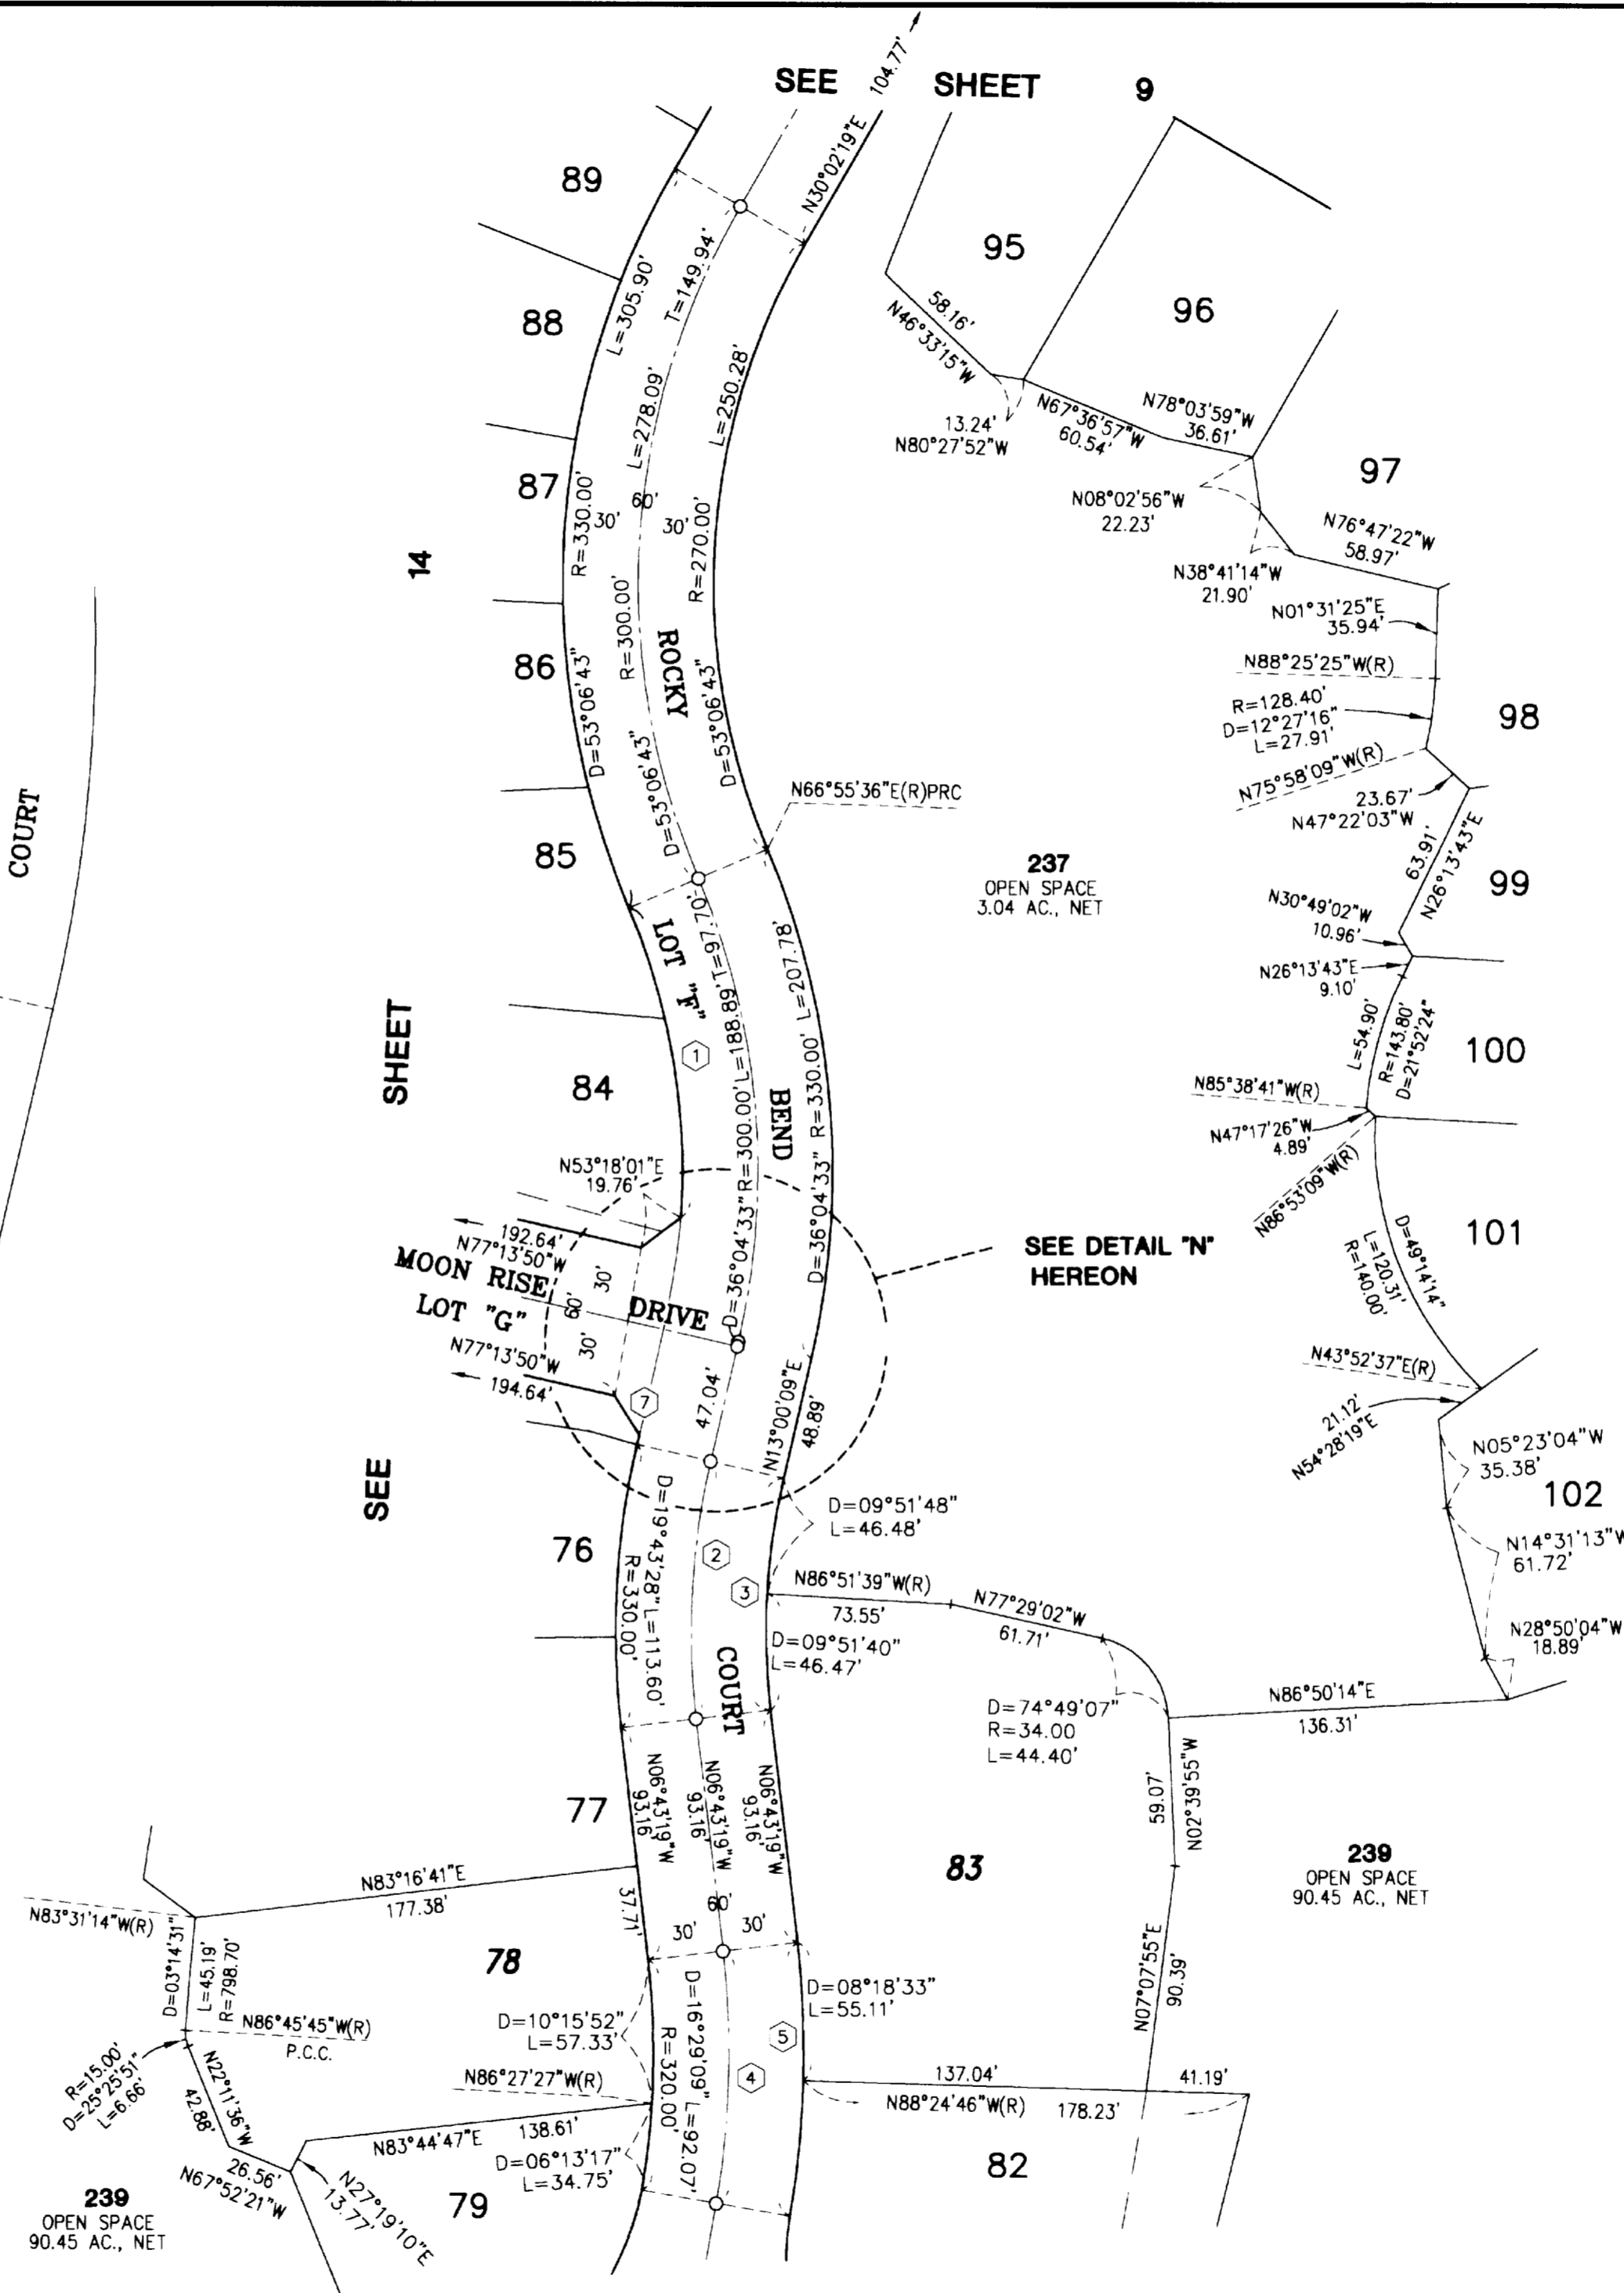 SEE SHEET 9
104.77'
N30°02'19"E
89
95
96
58.16'
N46°33'15"W
T=149.94'
L=305.90'
88
L=278.09'
L=250.28'
13.24'
N80°27'52"W
N67°36'57"W
60.54'
N78°03'59"W
36.61'
97
87
R=330.00'
60'
30'
30'
R=270.00'
N08°02'56"W
22.23'
N76°47'22"W
58.97'
N38°41'14"W
21.90'
14
SHEET
SEE
COURT
R=300.00'
ROCKY
N01°31'25"E
35.94'
N88°25'25"W(R)
86
D=53°06'43"
D=53°06'43"
D=53°06'43"
R=128.40'
D=12°27'16"
L=27.91'
98
N75°58'09"W(R)
23.67'
N47°22'03"W
N66°55'36"E(R)PRC
85
237
OPEN SPACE
3.04 AC., NET
63.91'
N26°13'43"E
99
N30°49'02"W
10.96'
N26°13'43"E
9.10'
LOT "F"
T=97.70'
L=188.89'
L=207.78'
1
84
L=54.90'
R=143.80'
D=21°52'24"
100
N85°38'41"W(R)
N47°17'26"W
4.89'
N86°53'09"W(R)
BEND
R=300.00'
R=330.00'
D=36°04'33"
D=36°04'33"
N53°18'01"E
19.76'
192.64'
N77°13'50"W
MOON RISE DRIVE
LOT "G"
30'
60'
30'
N77°13'50"W
194.64'
SEE DETAIL "N"
HEREON
D=49°14'14"
L=120.31'
R=140.00'
101
N43°52'37"E(R)
21.12'
N54°28'19"E
7
47.04'
N13°00'09"E
48.89'
N05°23'04"W
35.38'
102
N14°31'13"W
61.72'
N28°50'04"W
18.89'
D=09°51'48"
L=46.48'
76
D=19°43'28"
L=113.60'
R=330.00'
2
3
N86°51'39"W(R)
73.55'
N77°29'02"W
61.71'
D=09°51'40"
L=46.47'
COURT
D=74°49'07"
R=34.00
L=44.40'
N86°50'14"E
136.31'
77
N06°43'19"W
93.16'
N06°43'19"W
93.16'
N06°43'19"W
93.16'
59.07'
N02°39'55"W
83
239
OPEN SPACE
90.45 AC., NET
N83°16'41"E
177.38'
37.71'
60'
30'
30'
N83°31'14"W(R)
D=03°14'31"
L=45.19'
R=798.70'
78
N86°45'45"W(R)
P.C.C.
D=10°15'52"
L=57.33'
D=16°29'09"
L=92.07'
R=320.00'
D=08°18'33"
L=55.11'
5
4
N07°07'55"E
90.39'
R=15.00'
D=25°25'51"
L=6.66'
N22°11'36"W
42.88'
N86°27'27"W(R)
137.04'
41.19'
N88°24'46"W(R)
178.23'
N83°44'47"E
138.61'
D=06°13'17"
L=34.75'
26.56'
N67°52'21"W
N27°19'10"E
13.77'
79
82
239
OPEN SPACE
90.45 AC., NET